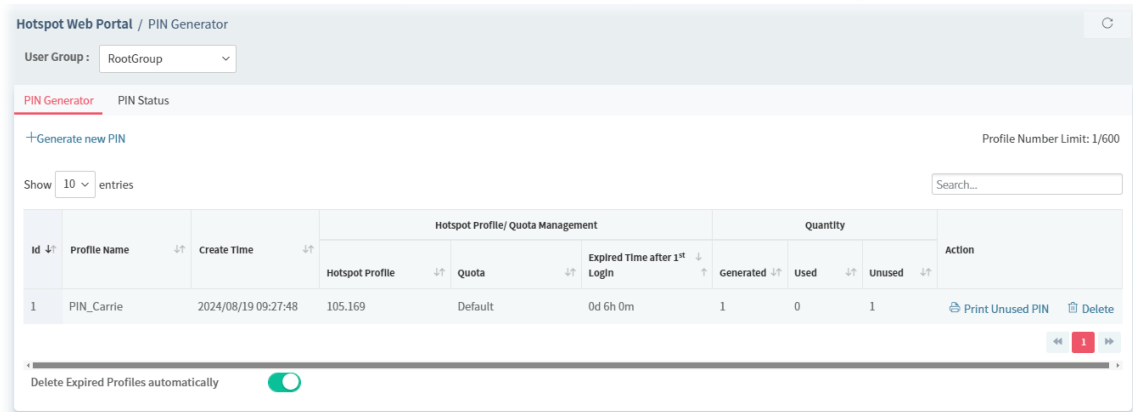 Hotspot Web Portal / PIN Generator
User Group : RootGroup
PIN Generator PIN Status
+Generate new PIN Profile Number Limit: 1/600
Show 10 entries Search...
Hotspot Profile/ Quota Management Quantity
Id Profile Name Create Time Action
Hotspot Profile Quota Expired Time after 1st Login Generated Used Unused
1 PIN_Carrie 2024/08/19 09:27:48 105.169 Default 0d 6h 0m 1 0 1 Print Unused PIN Delete
1
Delete Expired Profiles automatically